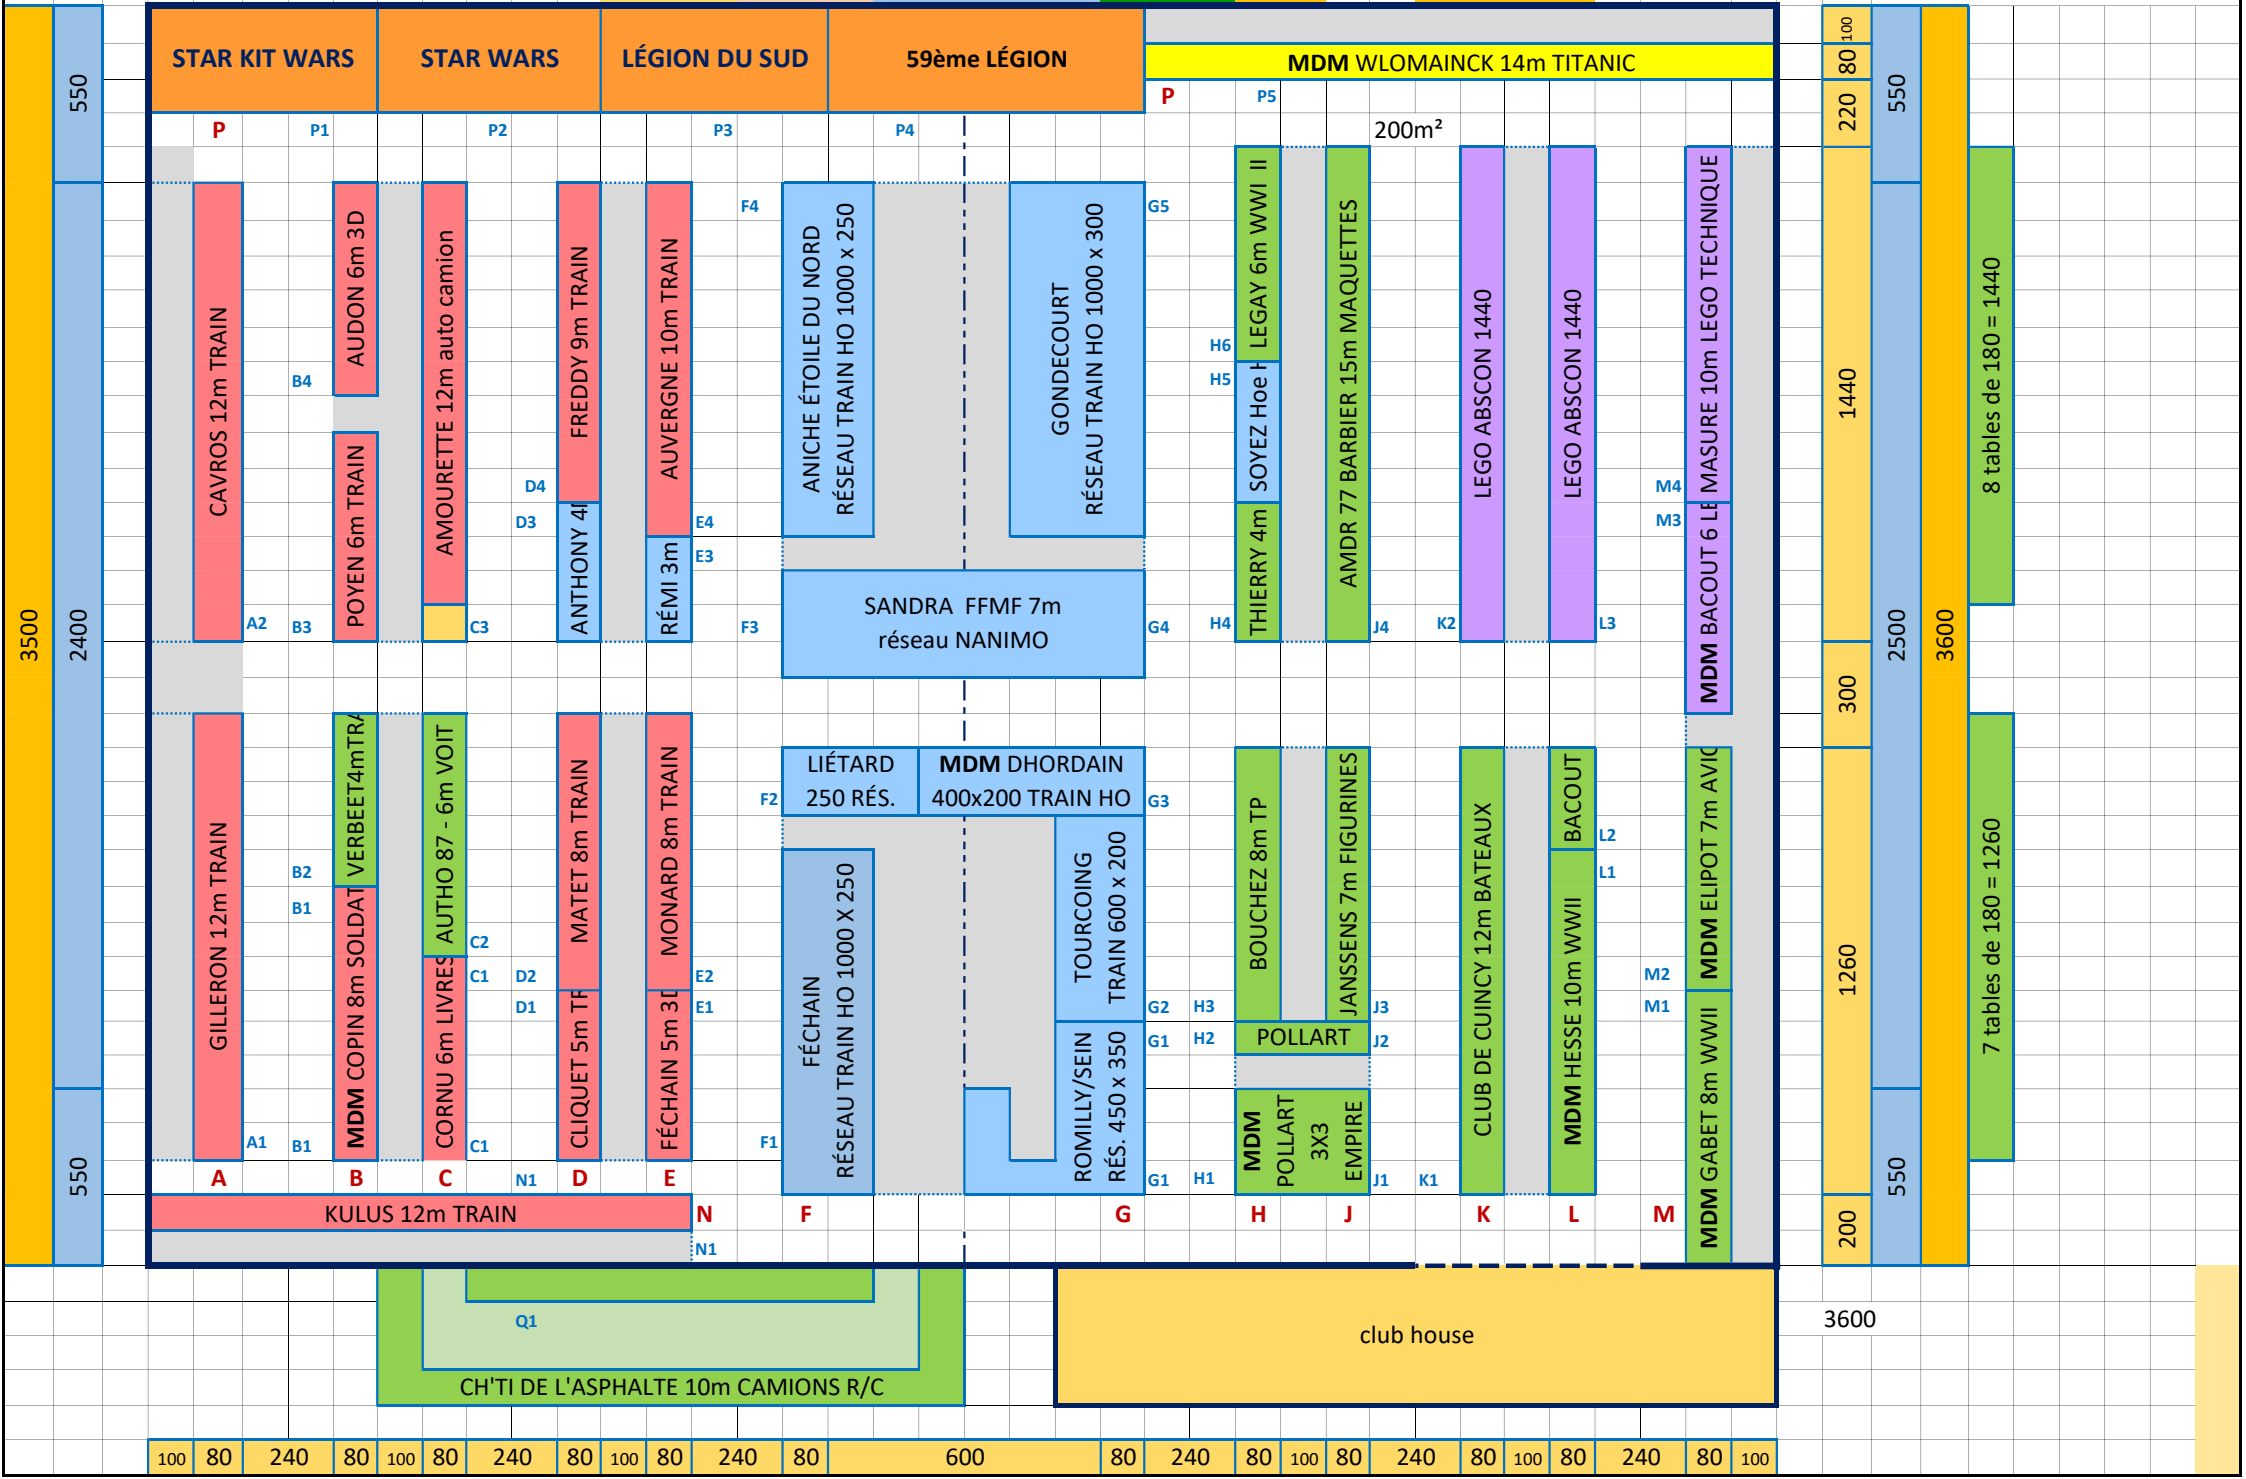 STAR KIT WARS
STAR WARS
LÉGION DU SUD
59ème LÉGION
MDM WLOMAINCK 14m TITANIC
100
80
220
550
550
P
P1
P2
P3
P4
P
P5
200m²
CAVROS 12m TRAIN
AUDON 6m 3D
POYEN 6m TRAIN
AMOURETTE 12m auto camion
FREDDY 9m TRAIN
ANTHONY 4
AUVERGNE 10m TRAIN
RÉMI 3m
ANICHE ÉTOILE DU NORD
RÉSEAU TRAIN HO 1000 x 250
GONDECOURT
RÉSEAU TRAIN HO 1000 x 300
LEGAY 6m WWI II
SOYEZ Hoe H
THIERRY 4m
AMDR 77 BARBIER 15m MAQUETTES
LEGO ABSCON 1440
LEGO ABSCON 1440
MASURE 10m LEGO TECHNIQUE
MDM BACOUT 6 LE
F4
G5
H6
H5
B4
D4
D3
E4
E3
M4
M3
A2
B3
C3
F3
G4
H4
J4
K2
L3
SANDRA FFMF 7m
réseau NANIMO
3500
2400
1440
300
2500
3600
8 tables de 180 = 1440
GILLERON 12m TRAIN
VERBEET4mTRA
MDM COPIN 8m SOLDAT
AUTHO 87 - 6m VOIT
CORNU 6m LIVRES
MATET 8m TRAIN
CLIQUET 5m TR
MONARD 8m TRAIN
FÉCHAIN 5m 3D
LIÉTARD
250 RÉS.
MDM DHORDAIN
400x200 TRAIN HO
FÉCHAIN
RÉSEAU TRAIN HO 1000 X 250
TOURCOING
TRAIN 600 x 200
ROMILLY/SEIN
RÉS. 450 x 350
BOUCHEZ 8m TP
JANSSENS 7m FIGURINES
POLLART
MDM
POLLART
3X3
EMPIRE
CLUB DE CUINCY 12m BATEAUX
BACOUT
MDM HESSE 10m WWII
MDM ELIPOT 7m AVIO
MDM GABET 8m WWII
F2
G3
L2
L1
B2
B1
C2
C1
D2
D1
E2
E1
G2
H3
J3
M2
M1
G1
H2
J2
A1
B1
C1
F1
N1
G1
H1
J1
K1
1260
7 tables de 180 = 1260
550
550
200
A
B
C
D
E
KULUS 12m TRAIN
N
F
G
H
J
K
L
M
N1
Q1
CH'TI DE L'ASPHALTE 10m CAMIONS R/C
club house
3600
100
80
240
80
100
80
240
80
100
80
240
80
600
80
240
80
100
80
240
80
100
80
240
80
100